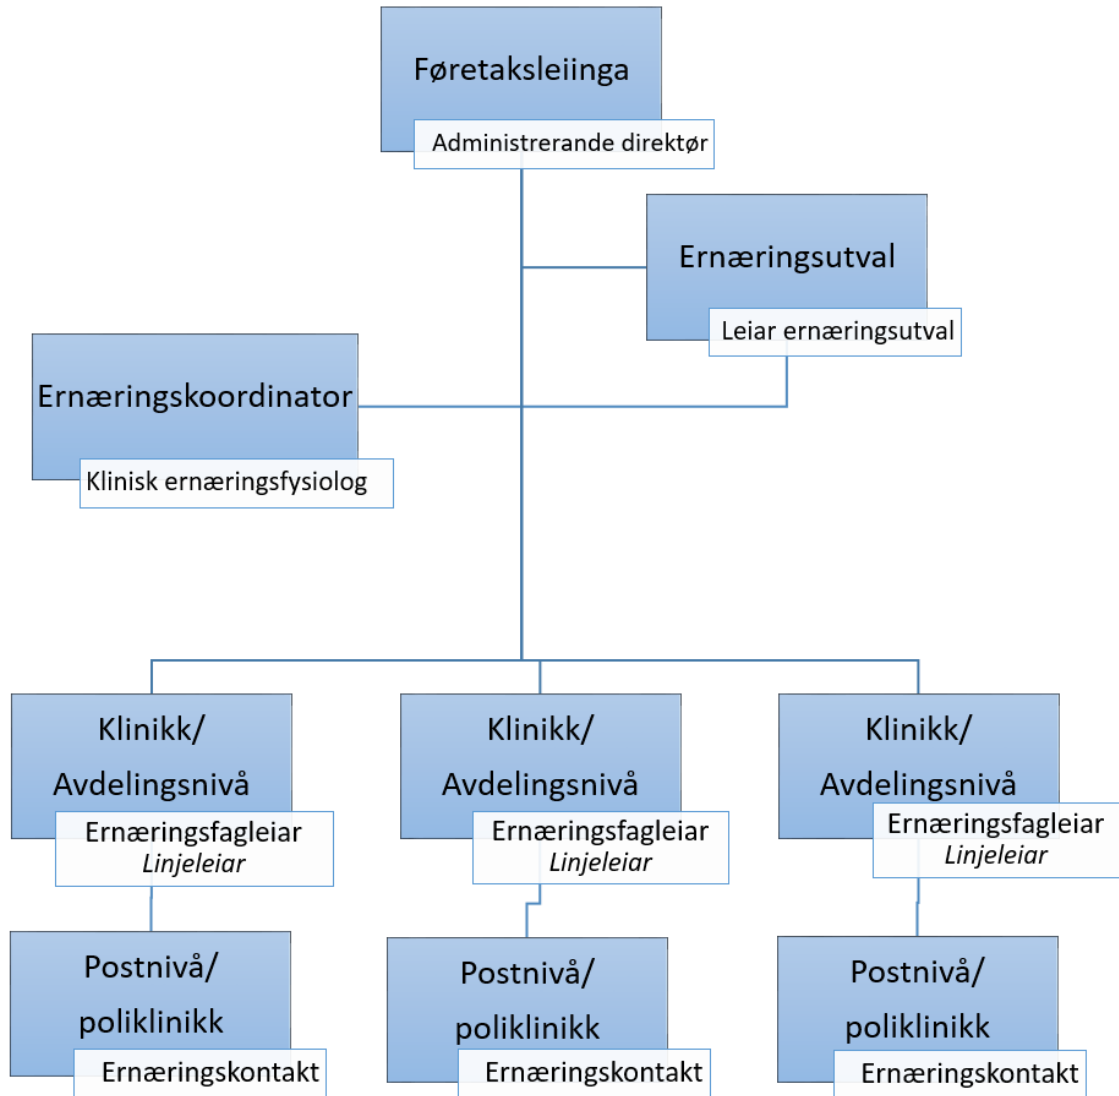 Føretaksleiinga
Administrerande direktør
Ernæringsutval
Leiar ernæringsutval
Ernæringskoordinator
Klinisk ernæringsfysiolog
Klinikk/
Avdelingsnivå
Ernæringsfagleiar
Linjeleiar
Klinikk/
Avdelingsnivå
Ernæringsfagleiar
Linjeleiar
Klinikk/
Avdelingsnivå
Ernæringsfagleiar
Linjeleiar
Postnivå/
poliklinikk
Ernæringskontakt
Postnivå/
poliklinikk
Ernæringskontakt
Postnivå/
poliklinikk
Ernæringskontakt